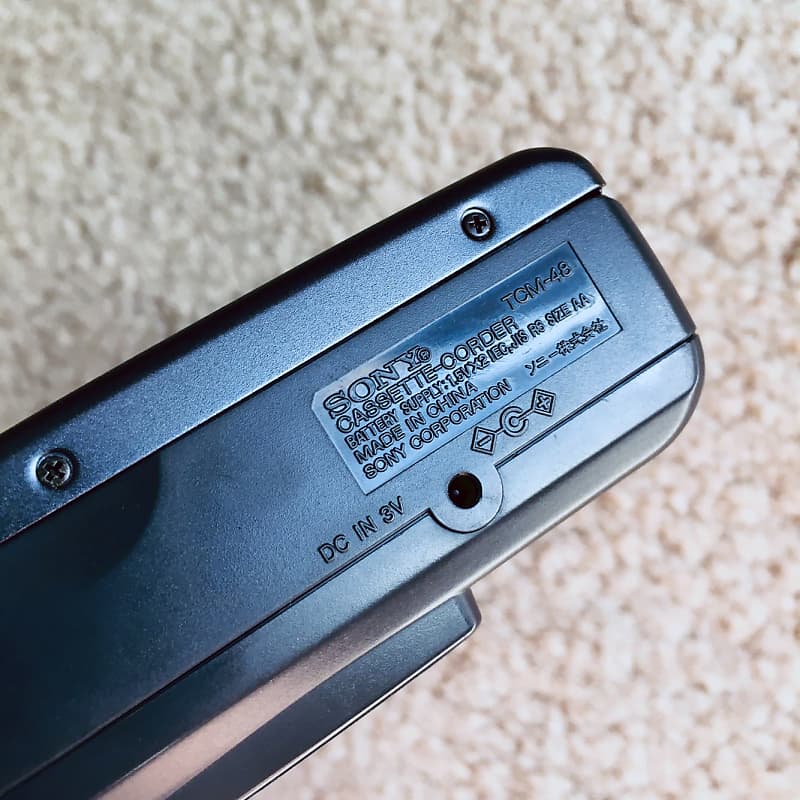 SONY®
CASSETTE-CORDER TCM-48
BATTERY SUPPLY: 1.5V×2 IEC,JIS R6 SIZE AA
MADE IN CHINA
SONY CORPORATION ソニー株式会社
DC IN 3V